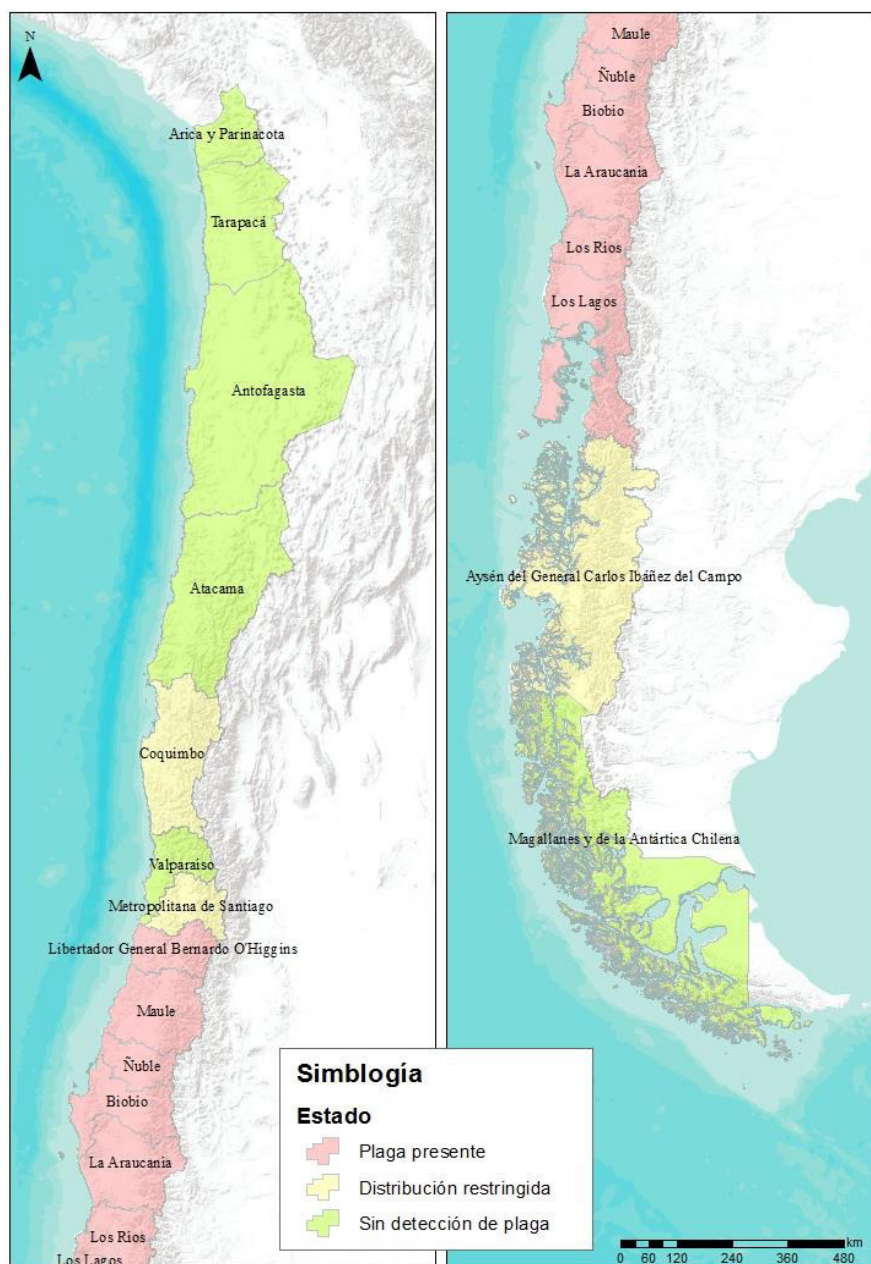 N
Arica y Parinacota
Tarapacá
Antofagasta
Atacama
Coquimbo
Valparaíso
Metropolitana de Santiago
Libertador General Bernardo O'Higgins
Maule
Ñuble
Biobio
La Araucania
Los Rios
Los Lagos
Maule
Ñuble
Biobio
La Araucania
Los Rios
Los Lagos
Aysén del General Carlos Ibáñez del Campo
Magallanes y de la Antártica Chilena
Simblogía
Estado
Plaga presente
Distribución restringida
Sin detección de plaga
km
0 60 120 240 360 480